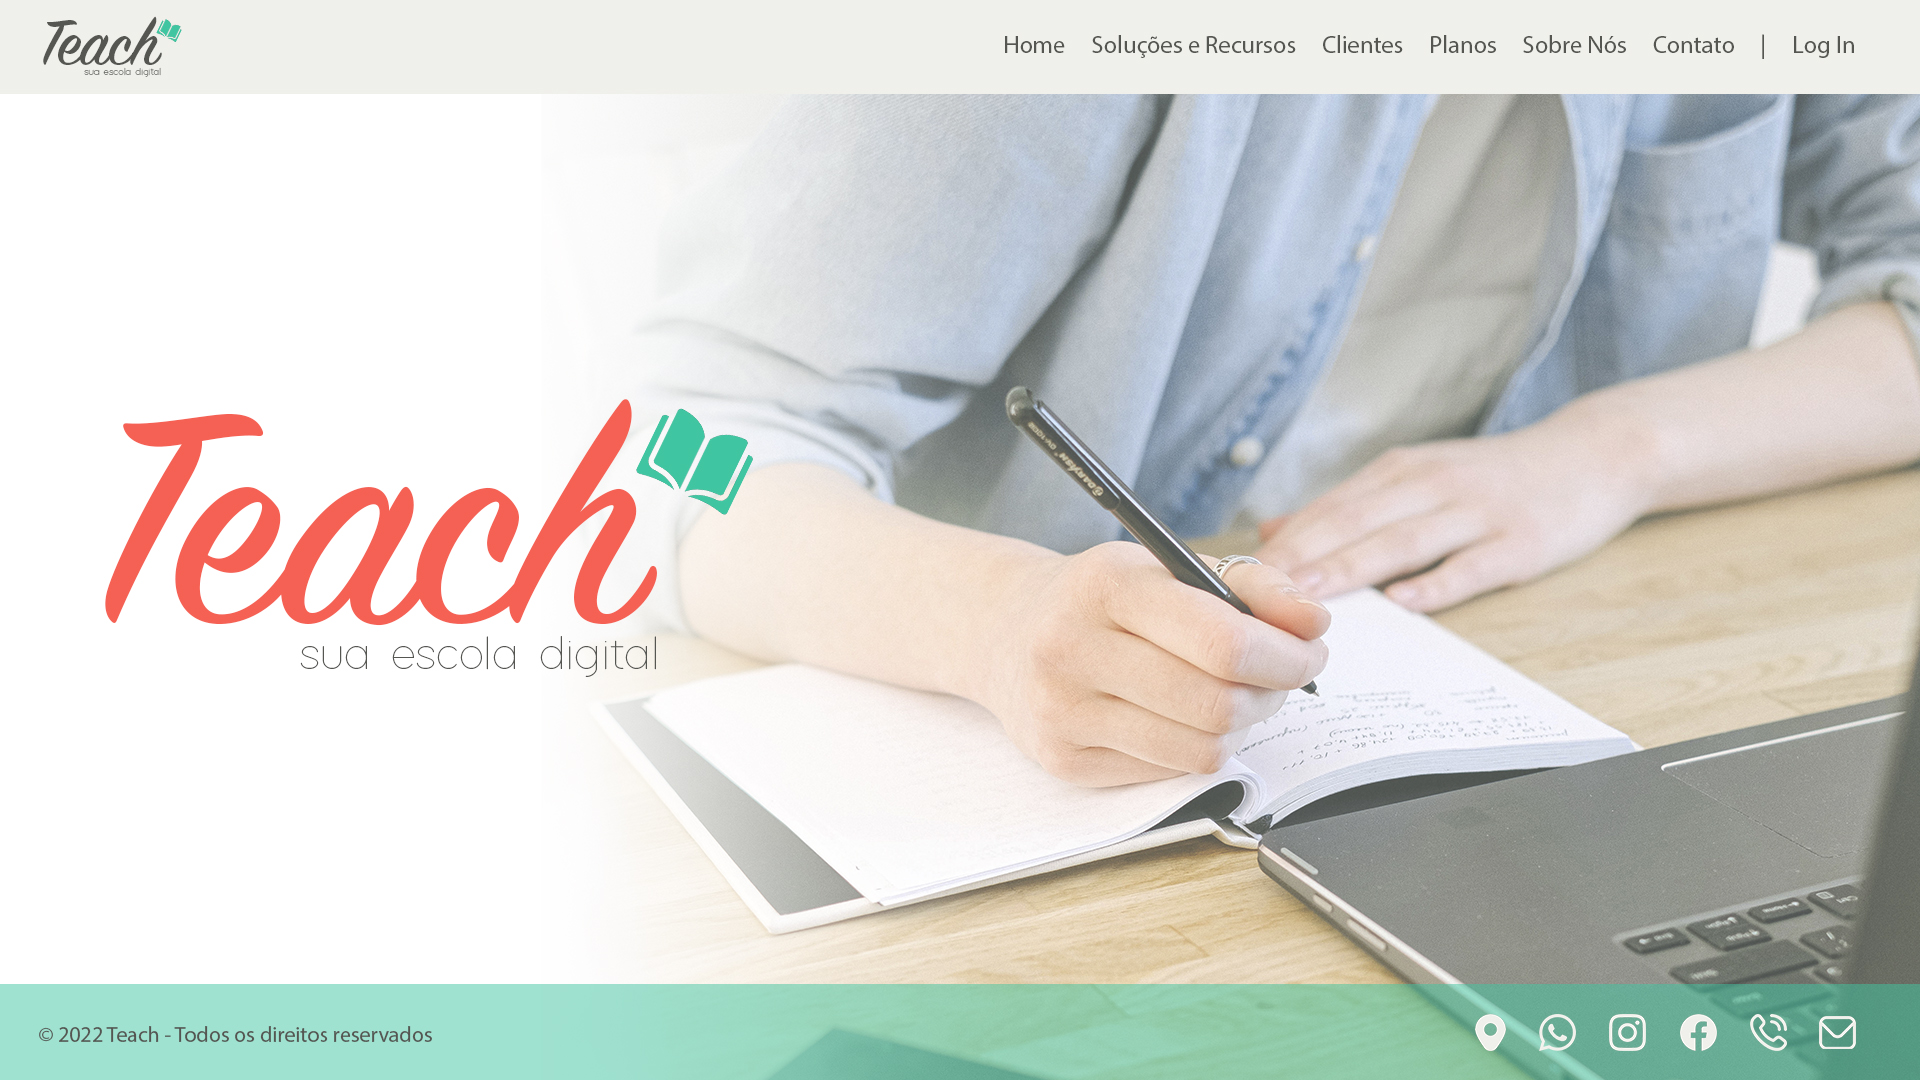 Teach
sua escola digital
Home Soluções e Recursos Clientes Planos Sobre Nós Contato | Log In
Teach
sua escola digital
© 2022 Teach - Todos os direitos reservados